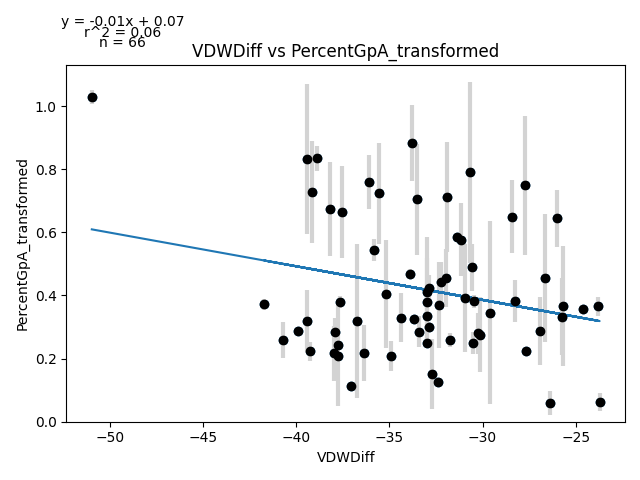 y = -0.01x + 0.07
r^2 = 0.06
n = 66
VDWDiff vs PercentGpA_transformed
PercentGpA_transformed
1.0
0.8
0.6
0.4
0.2
0.0
−50
−45
−40
−35
−30
−25
VDWDiff